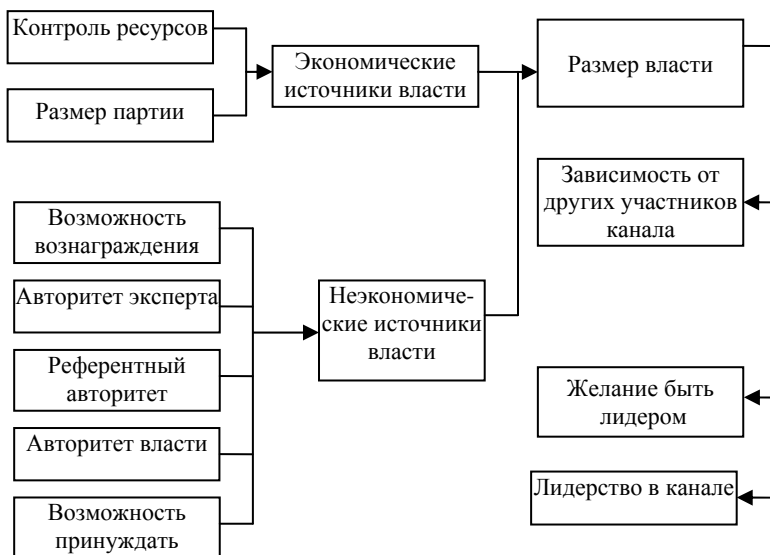 Контроль ресурсов
Размер партии
Экономические
источники власти
Размер власти
Зависимость от
других участников
канала
Возможность
вознаграждения
Авторитет эксперта
Референтный
авторитет
Авторитет власти
Возможность
принуждать
Неэкономиче-
ские источники
власти
Желание быть
лидером
Лидерство в канале